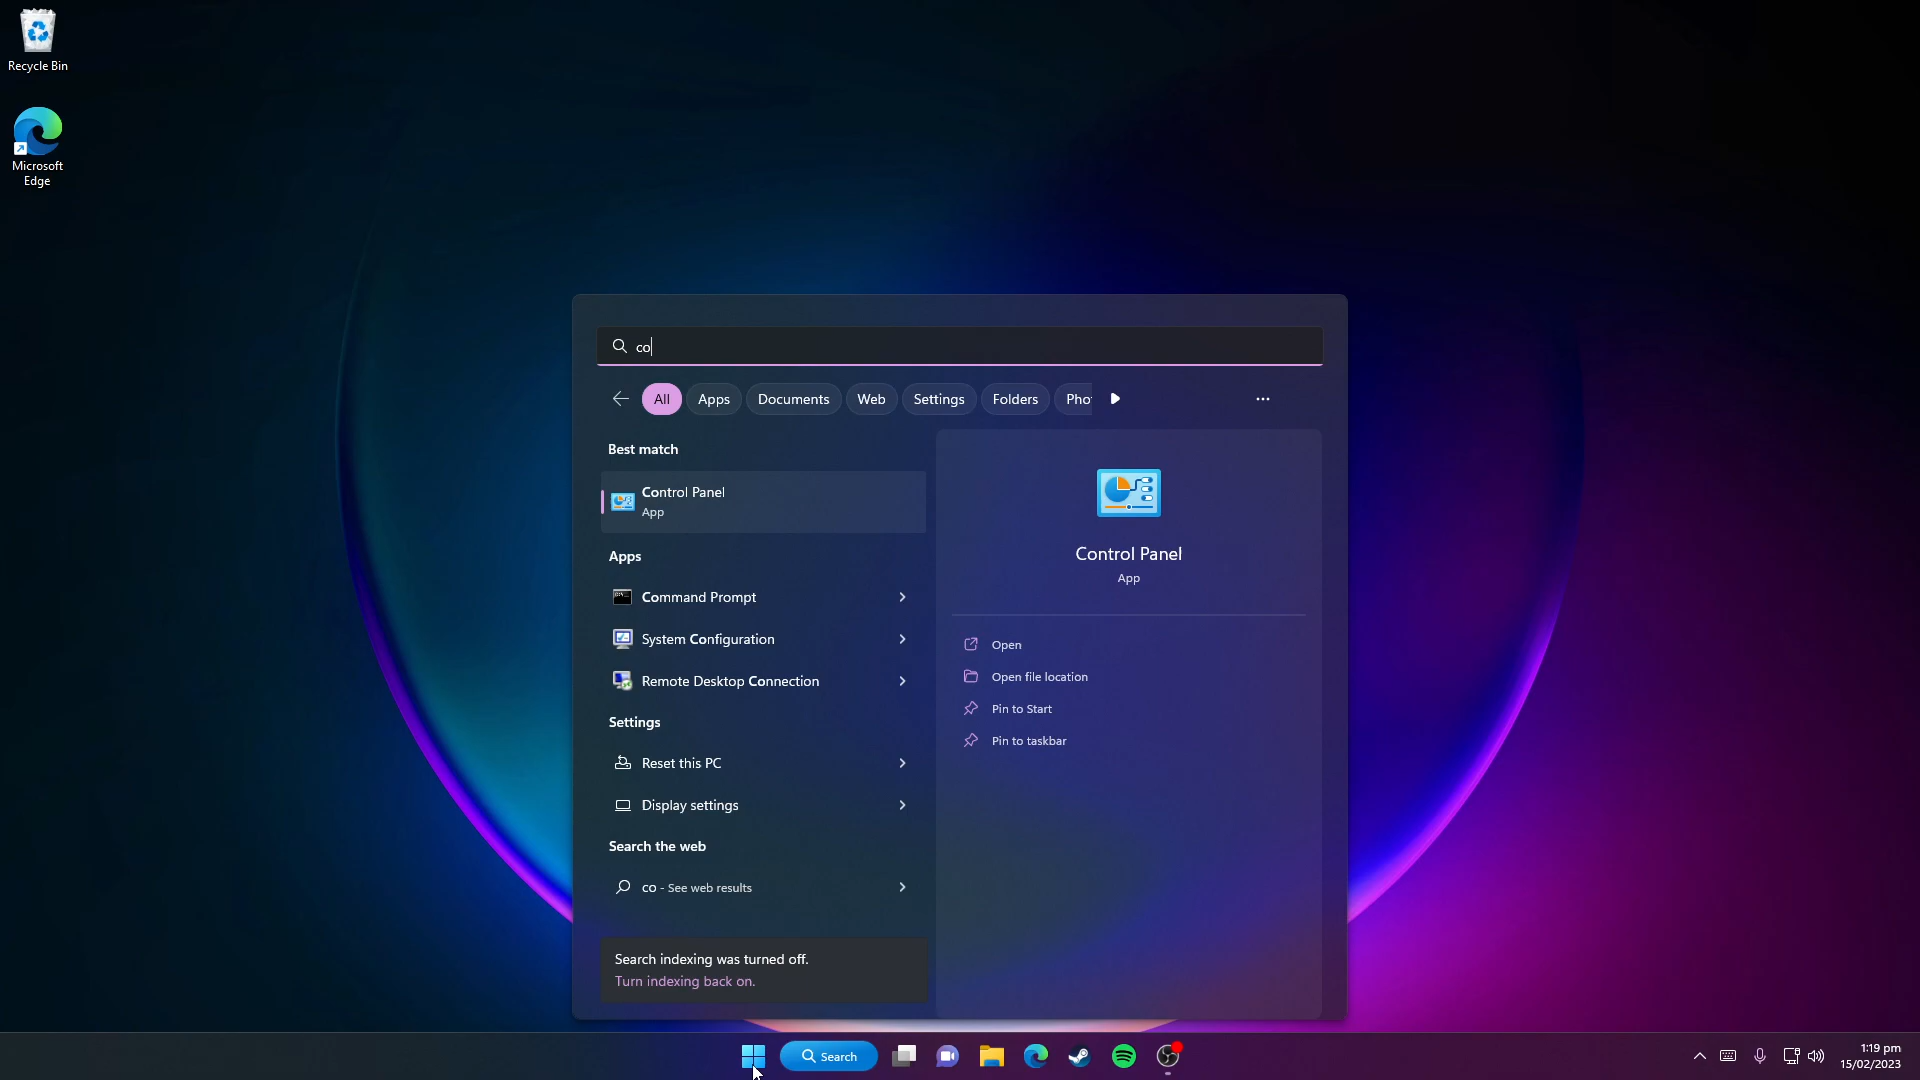 Recycle Bin
Microsoft
Edge
co
All
Apps
Documents
Web
Settings
Folders
Pho
Best match
Control Panel
App
Apps
Command Prompt
System Configuration
Remote Desktop Connection
Settings
Reset this PC
Display settings
Search the web
co - See web results
Search indexing was turned off.
Turn indexing back on.
Control Panel
App
Open
Open file location
Pin to Start
Pin to taskbar
Search
1:19 pm
15/02/2023